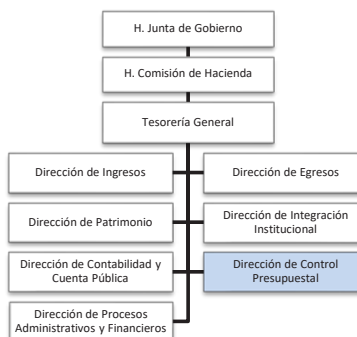 H. Junta de Gobierno
H. Comisión de Hacienda
Tesorería General
Dirección de Ingresos
Dirección de Egresos
Dirección de Patrimonio
Dirección de Integración
Institucional
Dirección de Contabilidad y
Cuenta Pública
Dirección de Control
Presupuestal
Dirección de Procesos
Administrativos y Financieros